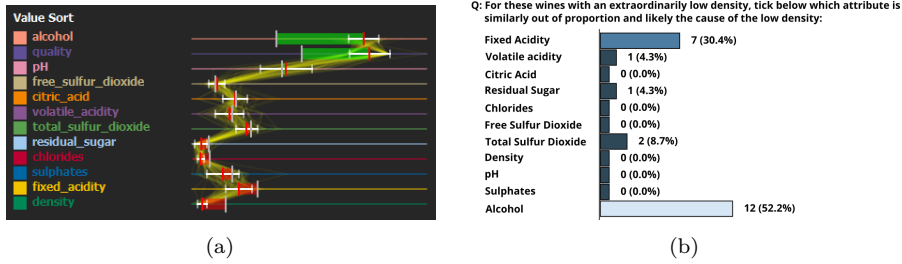 Value Sort
alcohol
quality
pH
free_sulfur_dioxide
citric_acid
volatile_acidity
total_sulfur_dioxide
residual_sugar
chlorides
sulphates
fixed_acidity
density
(a)
Q: For these wines with an extraordinarily low density, tick below which attribute is
similarly out of proportion and likely the cause of the low density:
Fixed Acidity 7 (30.4%)
Volatile acidity 1 (4.3%)
Citric Acid 0 (0.0%)
Residual Sugar 1 (4.3%)
Chlorides 0 (0.0%)
Free Sulfur Dioxide 0 (0.0%)
Total Sulfur Dioxide 2 (8.7%)
Density 0 (0.0%)
pH 0 (0.0%)
Sulphates 0 (0.0%)
Alcohol 12 (52.2%)
(b)